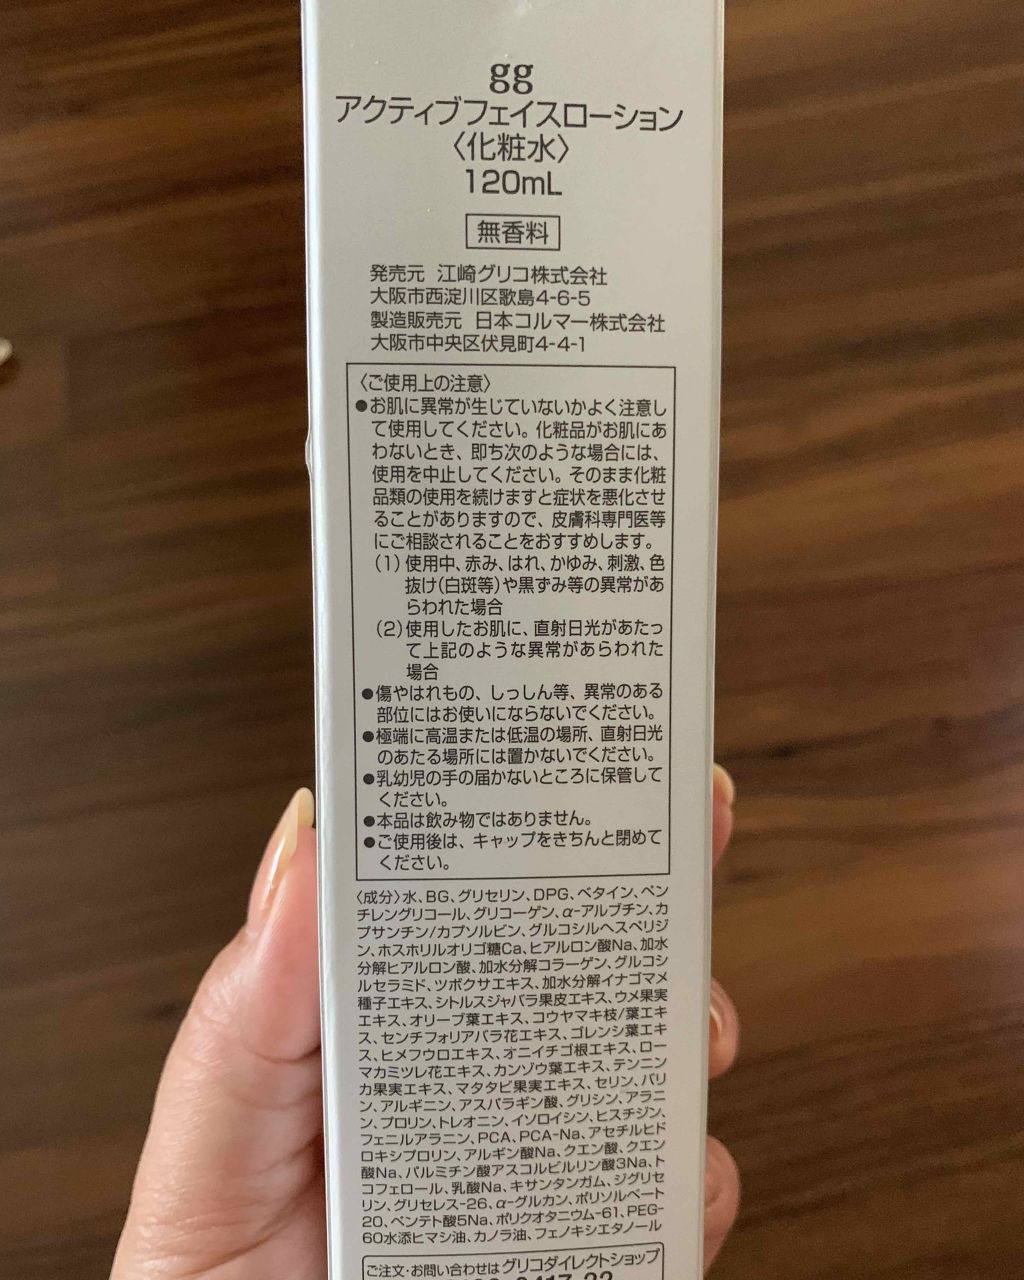 gg
アクティブフェイスローション
〈化粧水〉
120mL
無香料
発売元 江崎グリコ株式会社
大阪市西淀川区歌島4-6-5
製造販売元 日本コルマー株式会社
大阪市中央区伏見町4-4-1
〈ご使用上の注意〉
●お肌に異常が生じていないかよく注意し
て使用してください。化粧品がお肌にあ
わないとき、即ち次のような場合には、
使用を中止してください。そのまま化粧
品類の使用を続けますと症状を悪化させ
ることがありますので、皮膚科専門医等
にご相談されることをおすすめします。
(1)使用中、赤み、はれ、かゆみ、刺激、色
抜け(白斑等)や黒ずみ等の異常があ
らわれた場合
(2)使用したお肌に、直射日光があたっ
て上記のような異常があらわれた
場合
●傷やはれもの、しっしん等、異常のある
部位にはお使いにならないでください。
●極端に高温または低温の場所、直射日光
のあたる場所には置かないでください。
●乳幼児の手の届かないところに保管して
ください。
●本品は飲み物ではありません。
●ご使用後は、キャップをきちんと閉めて
ください。
〈成分〉水、BG、グリセリン、DPG、ベタイン、ペン
チレングリコール、グリコーゲン、α-アルブチン、カ
プサンチン/カプソルビン、グルコシルヘスペリジ
ン、ホスホリルオリゴ糖Ca、ヒアルロン酸Na、加水
分解ヒアルロン酸、加水分解コラーゲン、グルコシ
ルセラミド、ツボクサエキス、加水分解イナゴマメ
種子エキス、シトルスジャバラ果皮エキス、ウメ果実
エキス、オリーブ葉エキス、コウヤマキ枝/葉エキ
ス、センチフォリアバラ花エキス、ゴレンシ葉エキ
ス、ヒメフウロエキス、オニイチゴ根エキス、ロー
マカミツレ花エキス、カンゾウ葉エキス、テンニン
カ果実エキス、マタタビ果実エキス、セリン、バリ
ン、アルギニン、アスパラギン酸、グリシン、アラニ
ン、プロリン、トレオニン、イソロイシン、ヒスチジン、
フェニルアラニン、PCA、PCA-Na、アセチルヒド
ロキシプロリン、アルギン酸Na、クエン酸、クエン
酸Na、パルミチン酸アスコルビルリン酸3Na、ト
コフェロール、乳酸Na、キサンタンガム、ジグリセ
リン、グリセレス-26、α-グルカン、ポリソルベート
20、ペンテト酸5Na、ポリクオタニウム-61、PEG-
60水添ヒマシ油、カノラ油、フェノキシエタノール
ご注文・お問い合わせは グリコダイレクトショップ